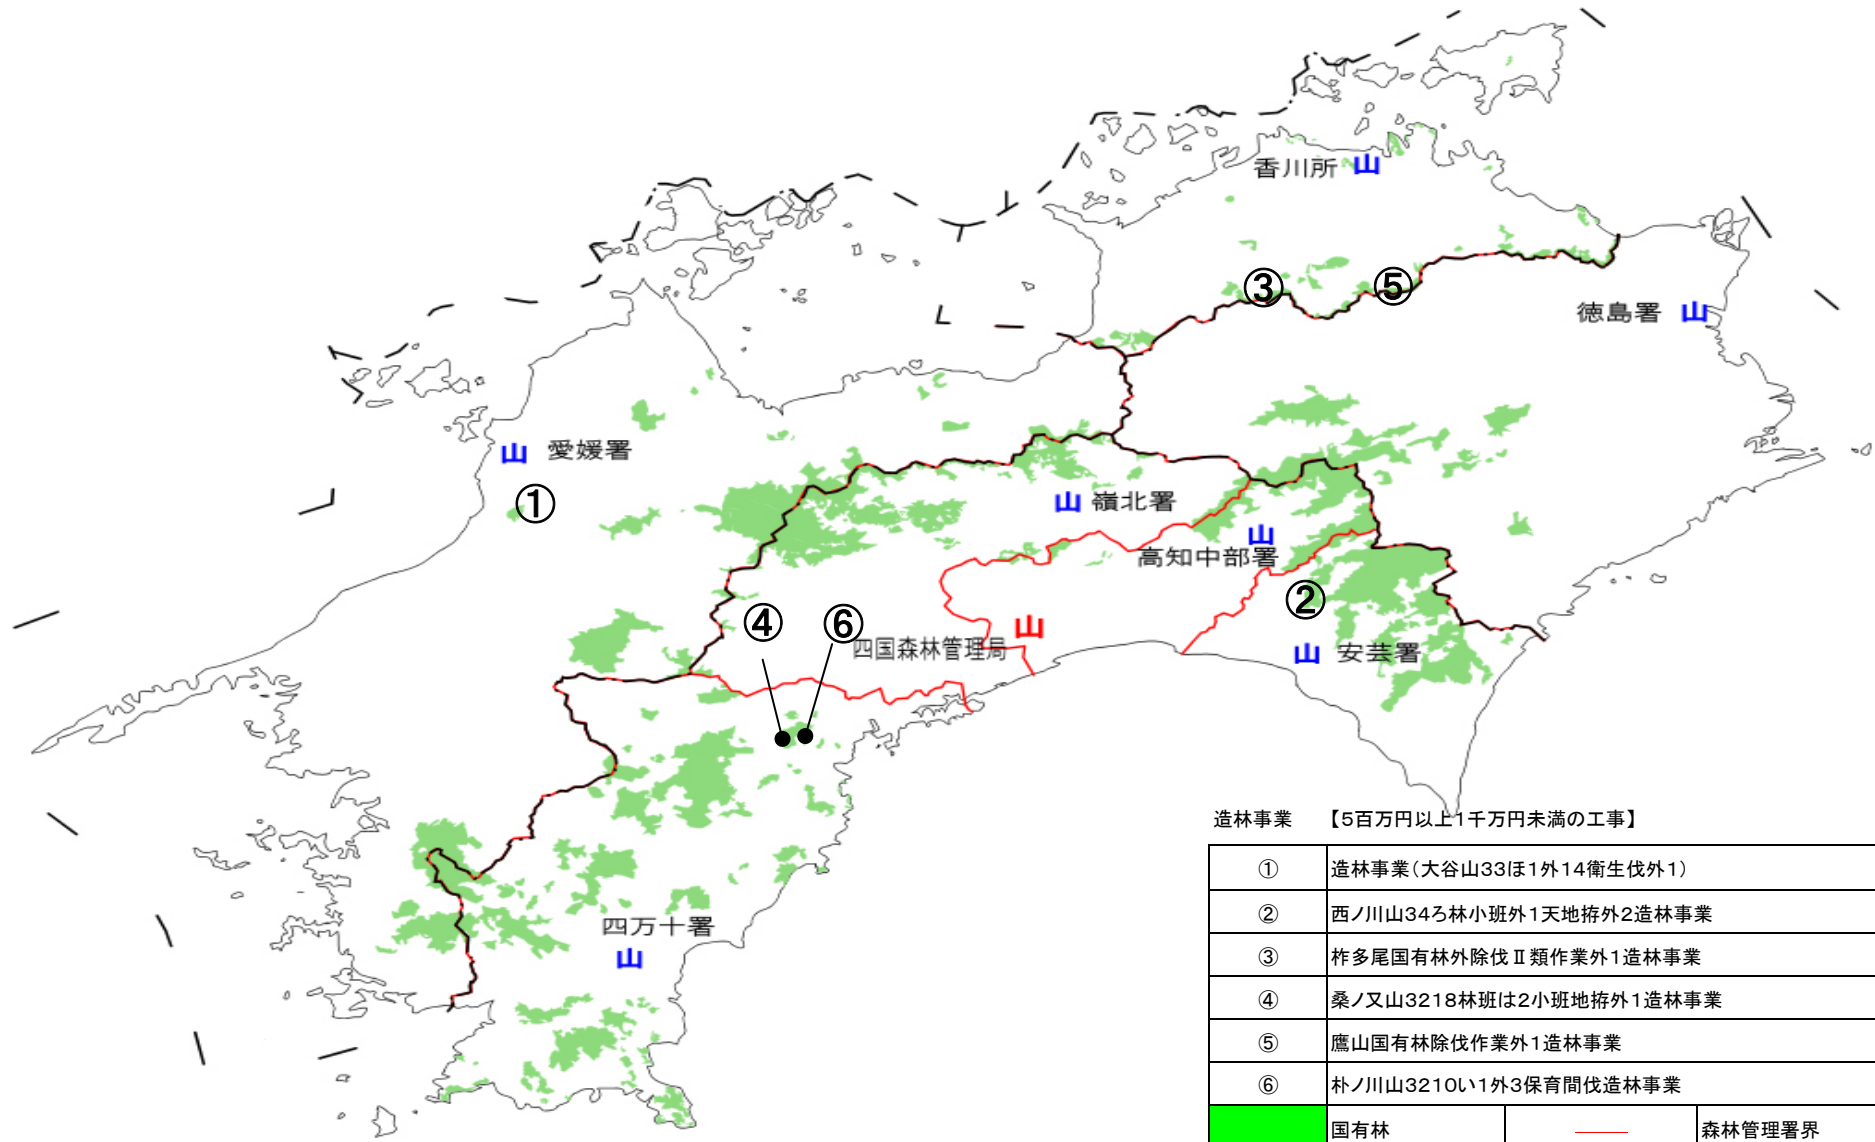 香川所 山
③
⑤
徳島署 山
山 愛媛署
①
山 嶺北署
山
高知中部署
②
④
⑥
四国森林管理局
山
山 安芸署
四万十署
山
造林事業 【5百万円以上1千万円未満の工事】
① 造林事業(大谷山33ほ1外14衛生伐外1)
② 西ノ川山34ろ林小班外1天地拵外2造林事業
③ 柞多尾国有林外除伐Ⅱ類作業外1造林事業
④ 桑ノ又山3218林班は2小班地拵外1造林事業
⑤ 鷹山国有林除伐作業外1造林事業
⑥ 朴ノ川山3210い1外3保育間伐造林事業
国有林 森林管理署界